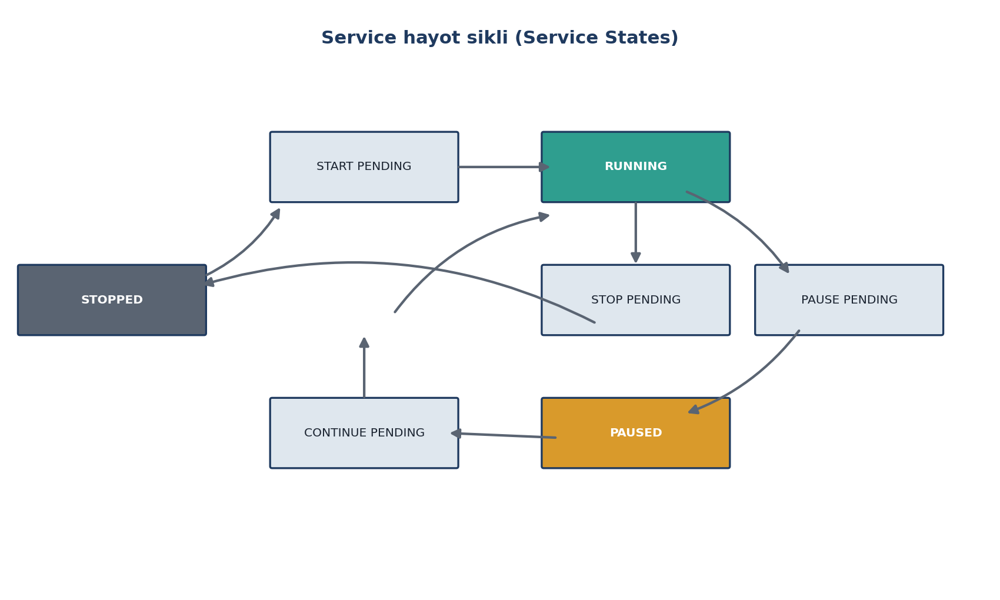 Service hayot sikli (Service States)
START PENDING
RUNNING
STOPPED
STOP PENDING
PAUSE PENDING
CONTINUE PENDING
PAUSED